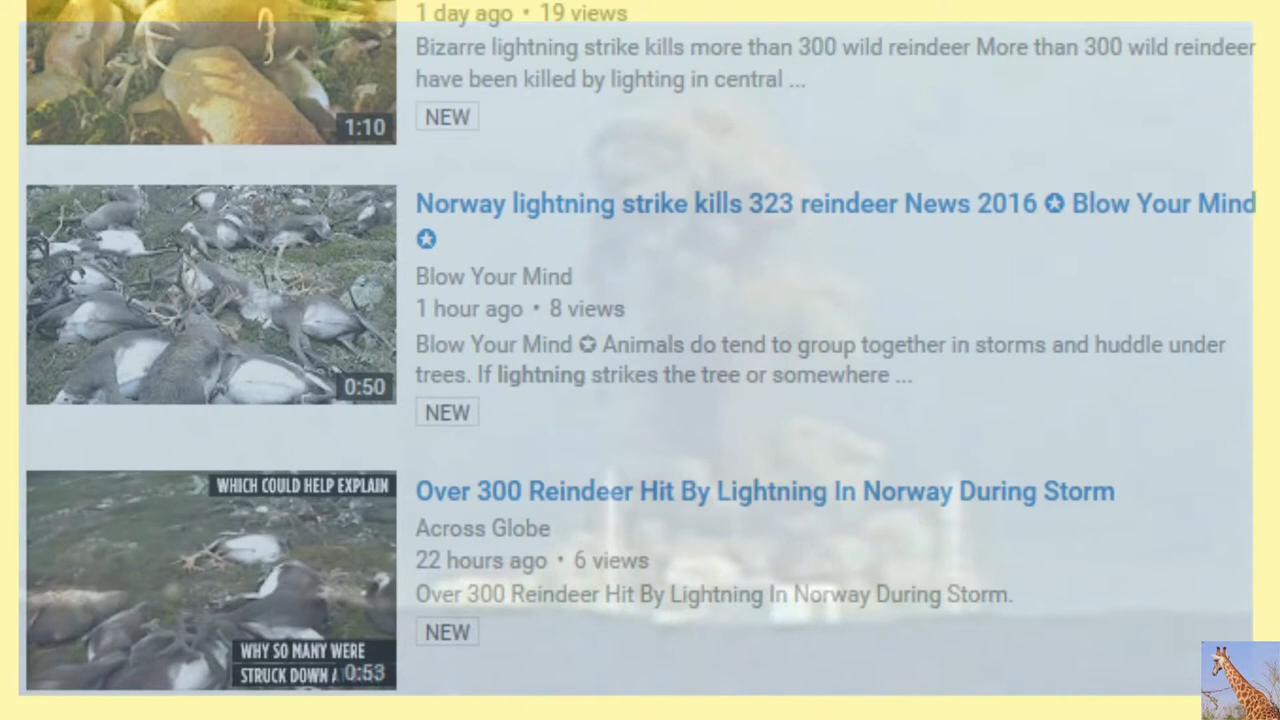 1 day ago • 19 views
Bizarre lightning strike kills more than 300 wild reindeer More than 300 wild reindeer
have been killed by lighting in central ...
NEW
1:10
Norway lightning strike kills 323 reindeer News 2016 ✪ Blow Your Mind
✪
Blow Your Mind
1 hour ago • 8 views
Blow Your Mind ✪ Animals do tend to group together in storms and huddle under
trees. If lightning strikes the tree or somewhere ...
0:50
NEW
WHICH COULD HELP EXPLAIN
Over 300 Reindeer Hit By Lightning In Norway During Storm
Across Globe
22 hours ago • 6 views
Over 300 Reindeer Hit By Lightning In Norway During Storm.
NEW
WHY SO MANY WERE
STRUCK DOWN
0:53